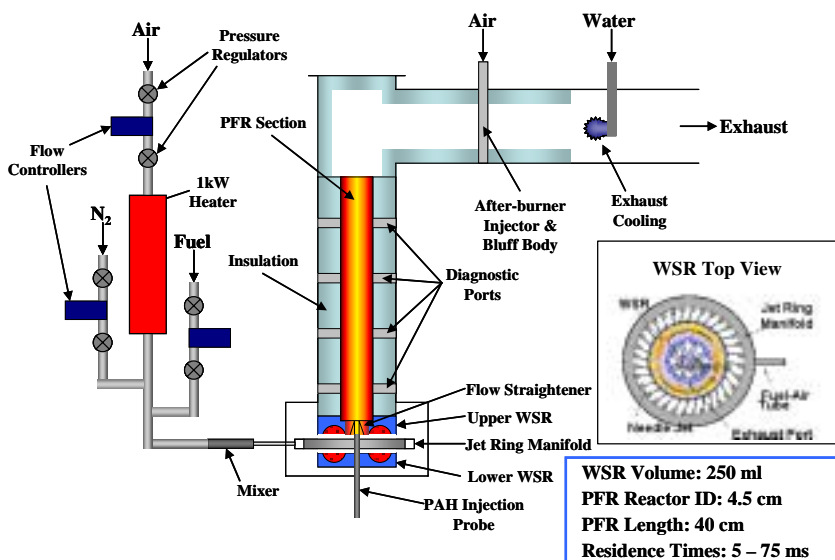 Air
Pressure
Regulators
Flow
Controllers
1kW
Heater
N2
Fuel
Mixer
PFR Section
Insulation
Air
Water
Exhaust
After-burner
Injector &
Bluff Body
Exhaust
Cooling
Diagnostic
Ports
Flow Straightener
Upper WSR
Jet Ring Manifold
Lower WSR
PAH Injection
Probe
WSR Top View
WSR
Jet Ring
Manifold
Fuel-Air
Tube
Needle Jet
Exhaust Port
WSR Volume: 250 ml
PFR Reactor ID: 4.5 cm
PFR Length: 40 cm
Residence Times: 5 – 75 ms